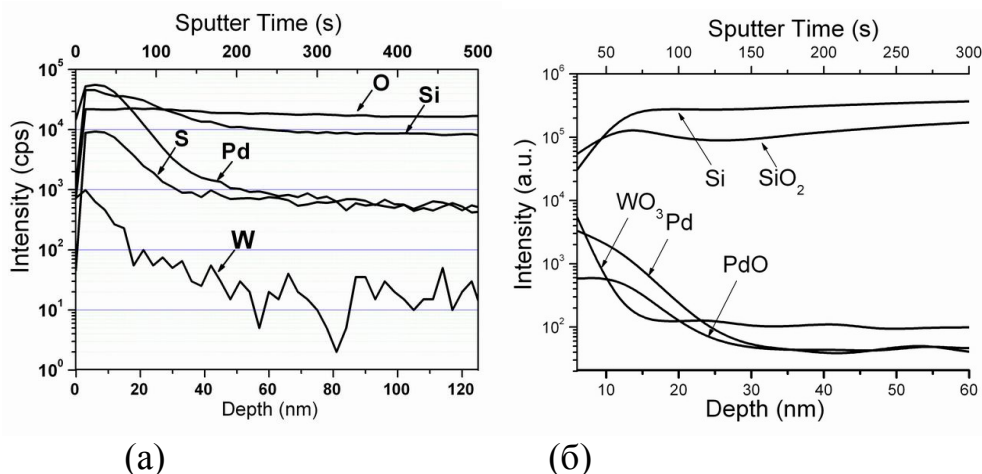 Sputter Time (s)
0 100 200 300 400 500
10^5
10^4
10^3
10^2
10^1
10^0
Intensity (cps)
O
Si
S
Pd
W
0 20 40 60 80 100 120
Depth (nm)
(а)
Sputter Time (s)
50 100 150 200 250 300
10^6
10^5
10^4
10^3
10^2
Intensity (a.u.)
Si
SiO₂
WO₃
Pd
PdO
10 20 30 40 50 60
Depth (nm)
(б)